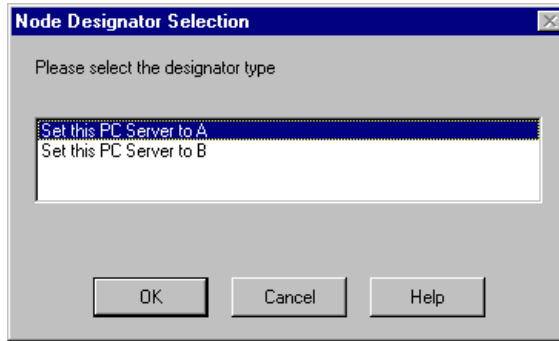 Node Designator Selection
Please select the designator type
Set this PC Server to A
Set this PC Server to B
OK Cancel Help